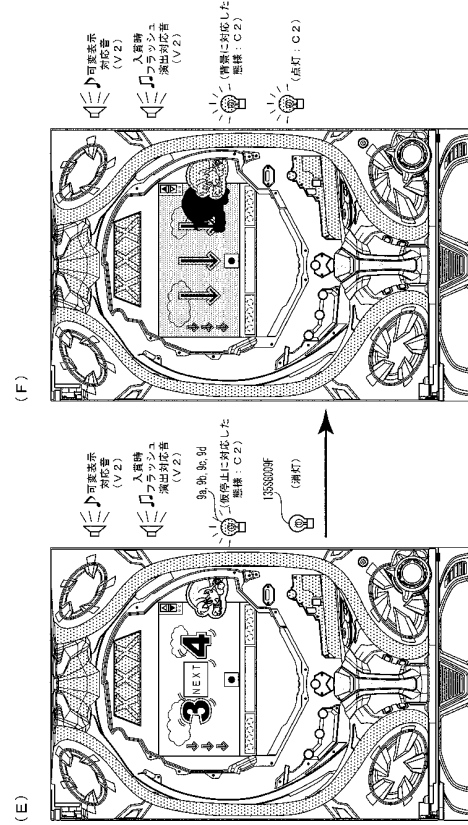 (E)
3
NEXT
4
♪可変表示
対応音
(V2)
入賞時
♫フラッシュ
演出対応音
(V2)
9a,9b,9c,9d
(仮停止に対応した
態様：C2)
135S8009F
(消灯)
(F)
♪可変表示
対応音
(V2)
入賞時
♫フラッシュ
演出対応音
(V2)
(背景に対応した
態様：C2)
(点灯：C2)